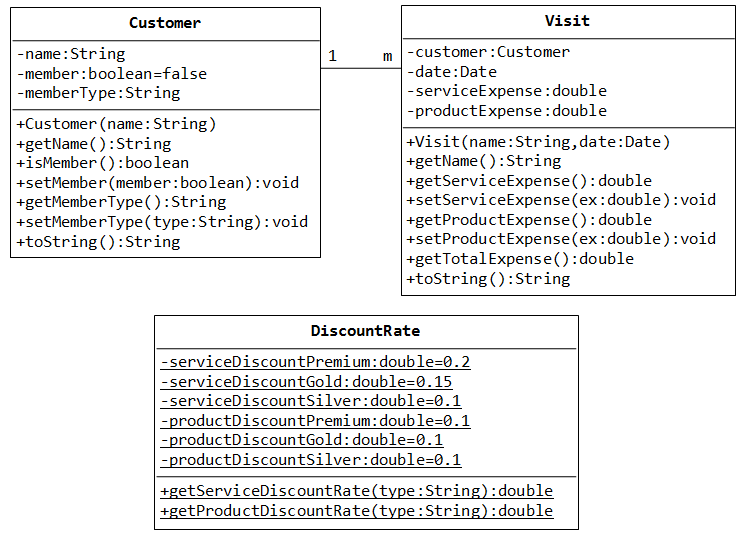 Customer
-name:String
-member:boolean=false
-memberType:String
+Customer(name:String)
+getName():String
+isMember():boolean
+setMember(member:boolean):void
+getMemberType():String
+setMemberType(type:String):void
+toString():String
1 m
Visit
-customer:Customer
-date:Date
-serviceExpense:double
-productExpense:double
+Visit(name:String,date:Date)
+getName():String
+getServiceExpense():double
+setServiceExpense(ex:double):void
+getProductExpense():double
+setProductExpense(ex:double):void
+getTotalExpense():double
+toString():String
DiscountRate
-serviceDiscountPremium:double=0.2
-serviceDiscountGold:double=0.15
-serviceDiscountSilver:double=0.1
-productDiscountPremium:double=0.1
-productDiscountGold:double=0.1
-productDiscountSilver:double=0.1
+getServiceDiscountRate(type:String):double
+getProductDiscountRate(type:String):double